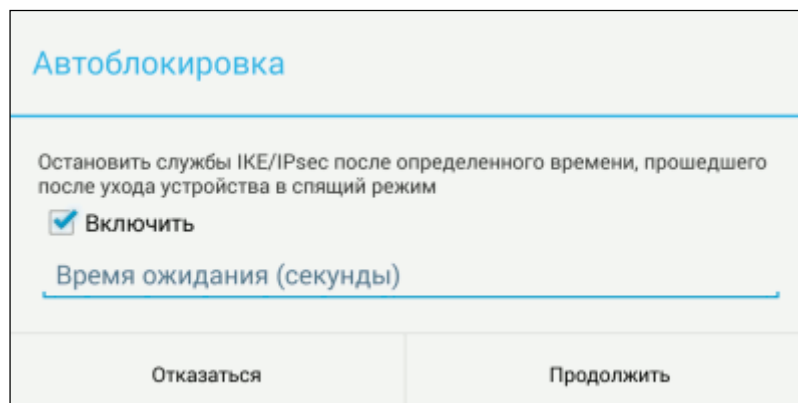 Автоблокировка
Остановить службы IKE/IPsec после определенного времени, прошедшего
после ухода устройства в спящий режим
Включить
Время ожидания (секунды)
Отказаться
Продолжить